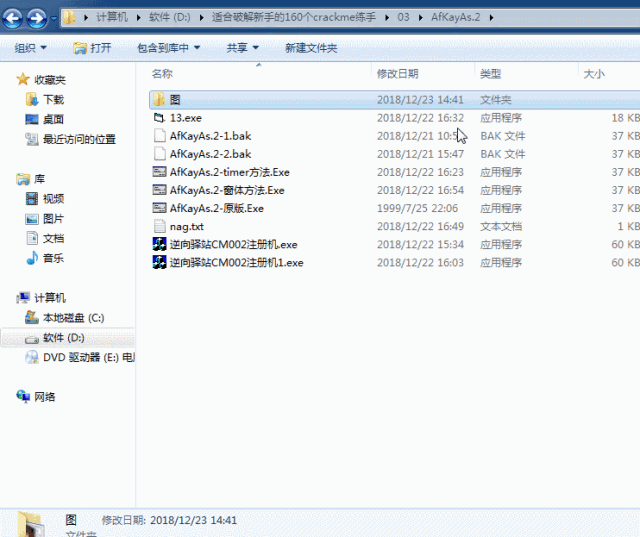 计算机 软件 (D:) 适合破解新手的160个crackme练手 03 AfKayAs.2
组织 打开 包含到库中 共享 新建文件夹
收藏夹
下载
桌面
最近访问的位置
库
视频
图片
文档
音乐
计算机
本地磁盘 (C:)
软件 (D:)
DVD 驱动器 (E:)
网络
名称 修改日期 类型 大小
图 2018/12/23 14:41 文件夹
13.exe 2018/12/22 16:32 应用程序 18 KB
AfKayAs.2-1.bak 2018/12/21 10:5 BAK 文件 37 KB
AfKayAs.2-2.bak 2018/12/21 15:47 BAK 文件 37 KB
AfKayAs.2-timer方法.Exe 2018/12/22 16:23 应用程序 37 KB
AfKayAs.2-窗体方法.Exe 2018/12/22 16:54 应用程序 37 KB
AfKayAs.2-原版.Exe 1999/7/25 22:06 应用程序 37 KB
nag.txt 2018/12/22 16:49 文本文档 1 KB
逆向驿站CM002注册机.exe 2018/12/22 15:34 应用程序 60 KB
逆向驿站CM002注册机1.exe 2018/12/22 16:03 应用程序 60 KB
图 修改日期: 2018/12/23 14:41
文件夹